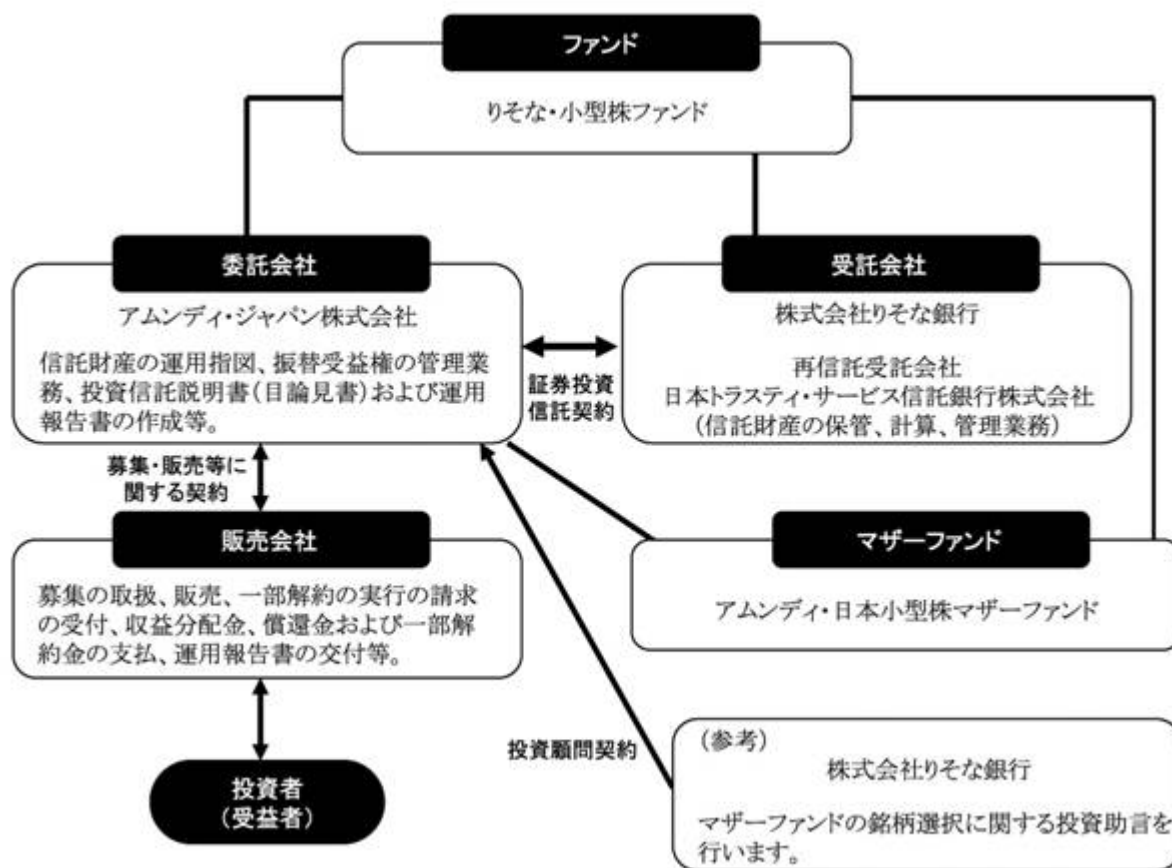 ファンド
りそな・小型株ファンド
委託会社
アムンディ・ジャパン株式会社
信託財産の運用指図、振替受益権の管理業
務、投資信託説明書(目論見書)および運用
報告書の作成等。
証券投資
信託契約
受託会社
株式会社りそな銀行
再信託受託会社
日本トラスティ・サービス信託銀行株式会社
(信託財産の保管、計算、管理業務)
募集・販売等に
関する契約
販売会社
募集の取扱、販売、一部解約の実行の請求
の受付、収益分配金、償還金および一部解
約金の支払、運用報告書の交付等。
マザーファンド
アムンディ・日本小型株マザーファンド
投資者
(受益者)
投資顧問契約
(参考)
株式会社りそな銀行
マザーファンドの銘柄選択に関する投資助言を
行います。